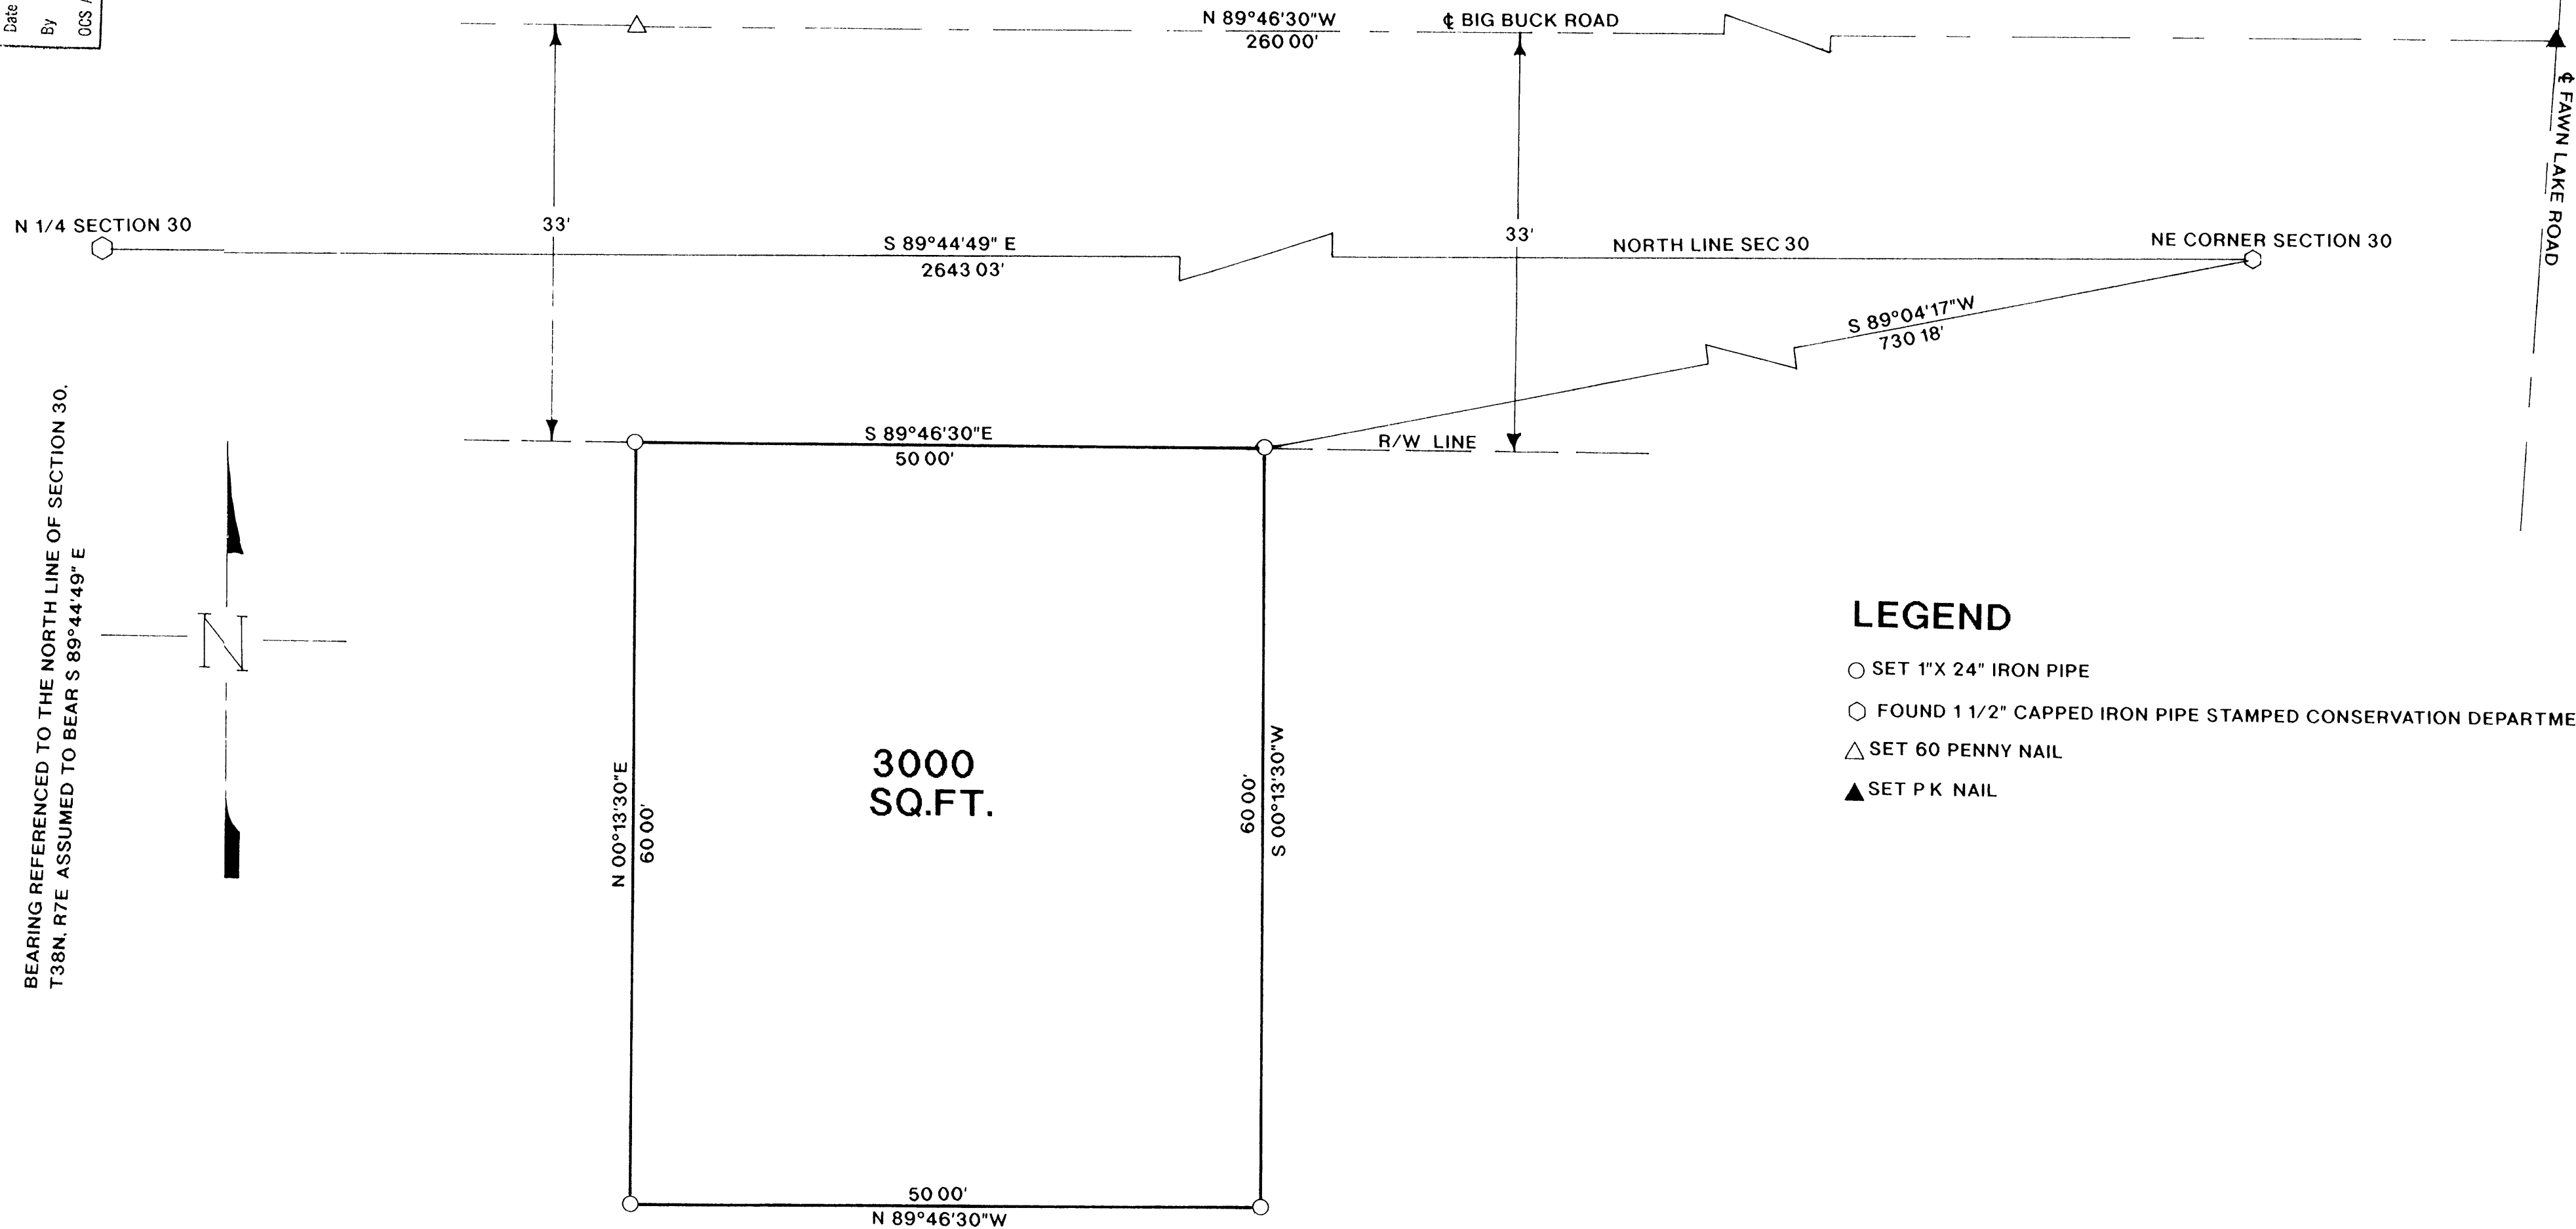 Date
By
OCS
N 89°46'30"W
260 00'
℄ BIG BUCK ROAD
℄ FAWN LAKE ROAD
N 1/4 SECTION 30
33'
S 89°44'49" E
2643 03'
33'
NORTH LINE SEC 30
NE CORNER SECTION 30
S 89°04'17"W
730 18'
S 89°46'30"E
50 00'
R/W LINE
BEARING REFERENCED TO THE NORTH LINE OF SECTION 30,
T38N, R7E ASSUMED TO BEAR S 89°44'49" E
N
N 00°13'30"E
60 00'
3000
SQ.FT.
60 00'
S 00°13'30"W
50 00'
N 89°46'30"W
LEGEND
SET 1"X 24" IRON PIPE
FOUND 1 1/2" CAPPED IRON PIPE STAMPED CONSERVATION DEPARTME
SET 60 PENNY NAIL
SET P K NAIL